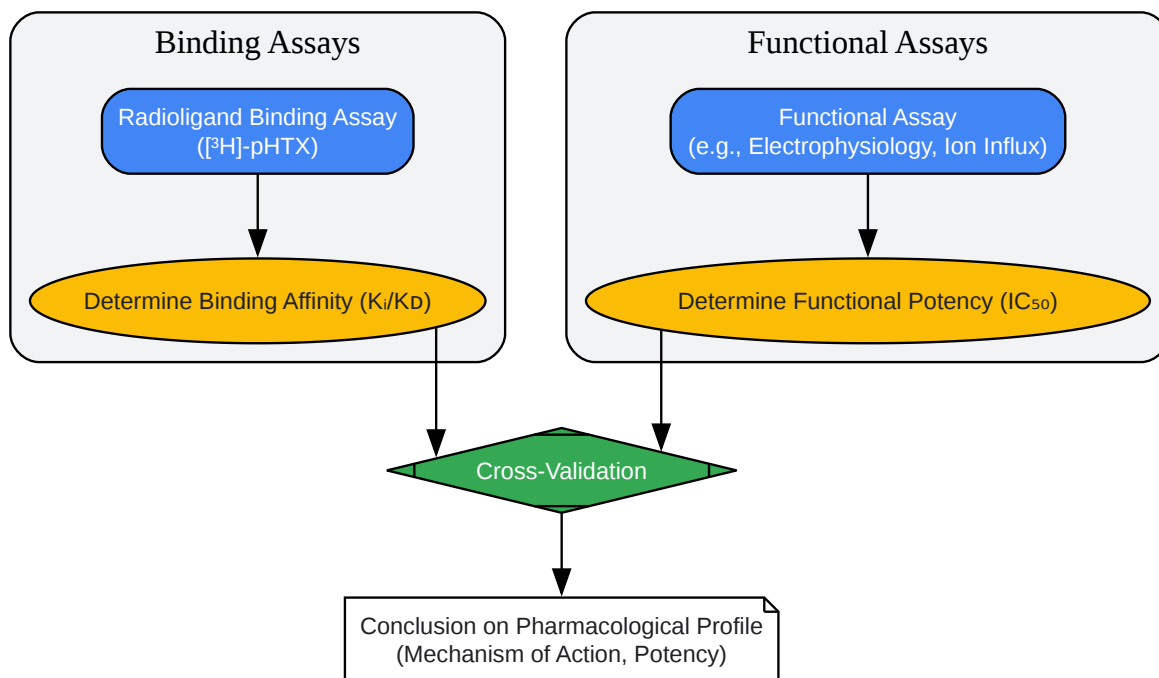 Binding Assays
Radioligand Binding Assay
([³H]-pHTX)
Determine Binding Affinity (Kᵢ/Kᴅ)
Functional Assays
Functional Assay
(e.g., Electrophysiology, Ion Influx)
Determine Functional Potency (IC₅₀)
Cross-Validation
Conclusion on Pharmacological Profile
(Mechanism of Action, Potency)